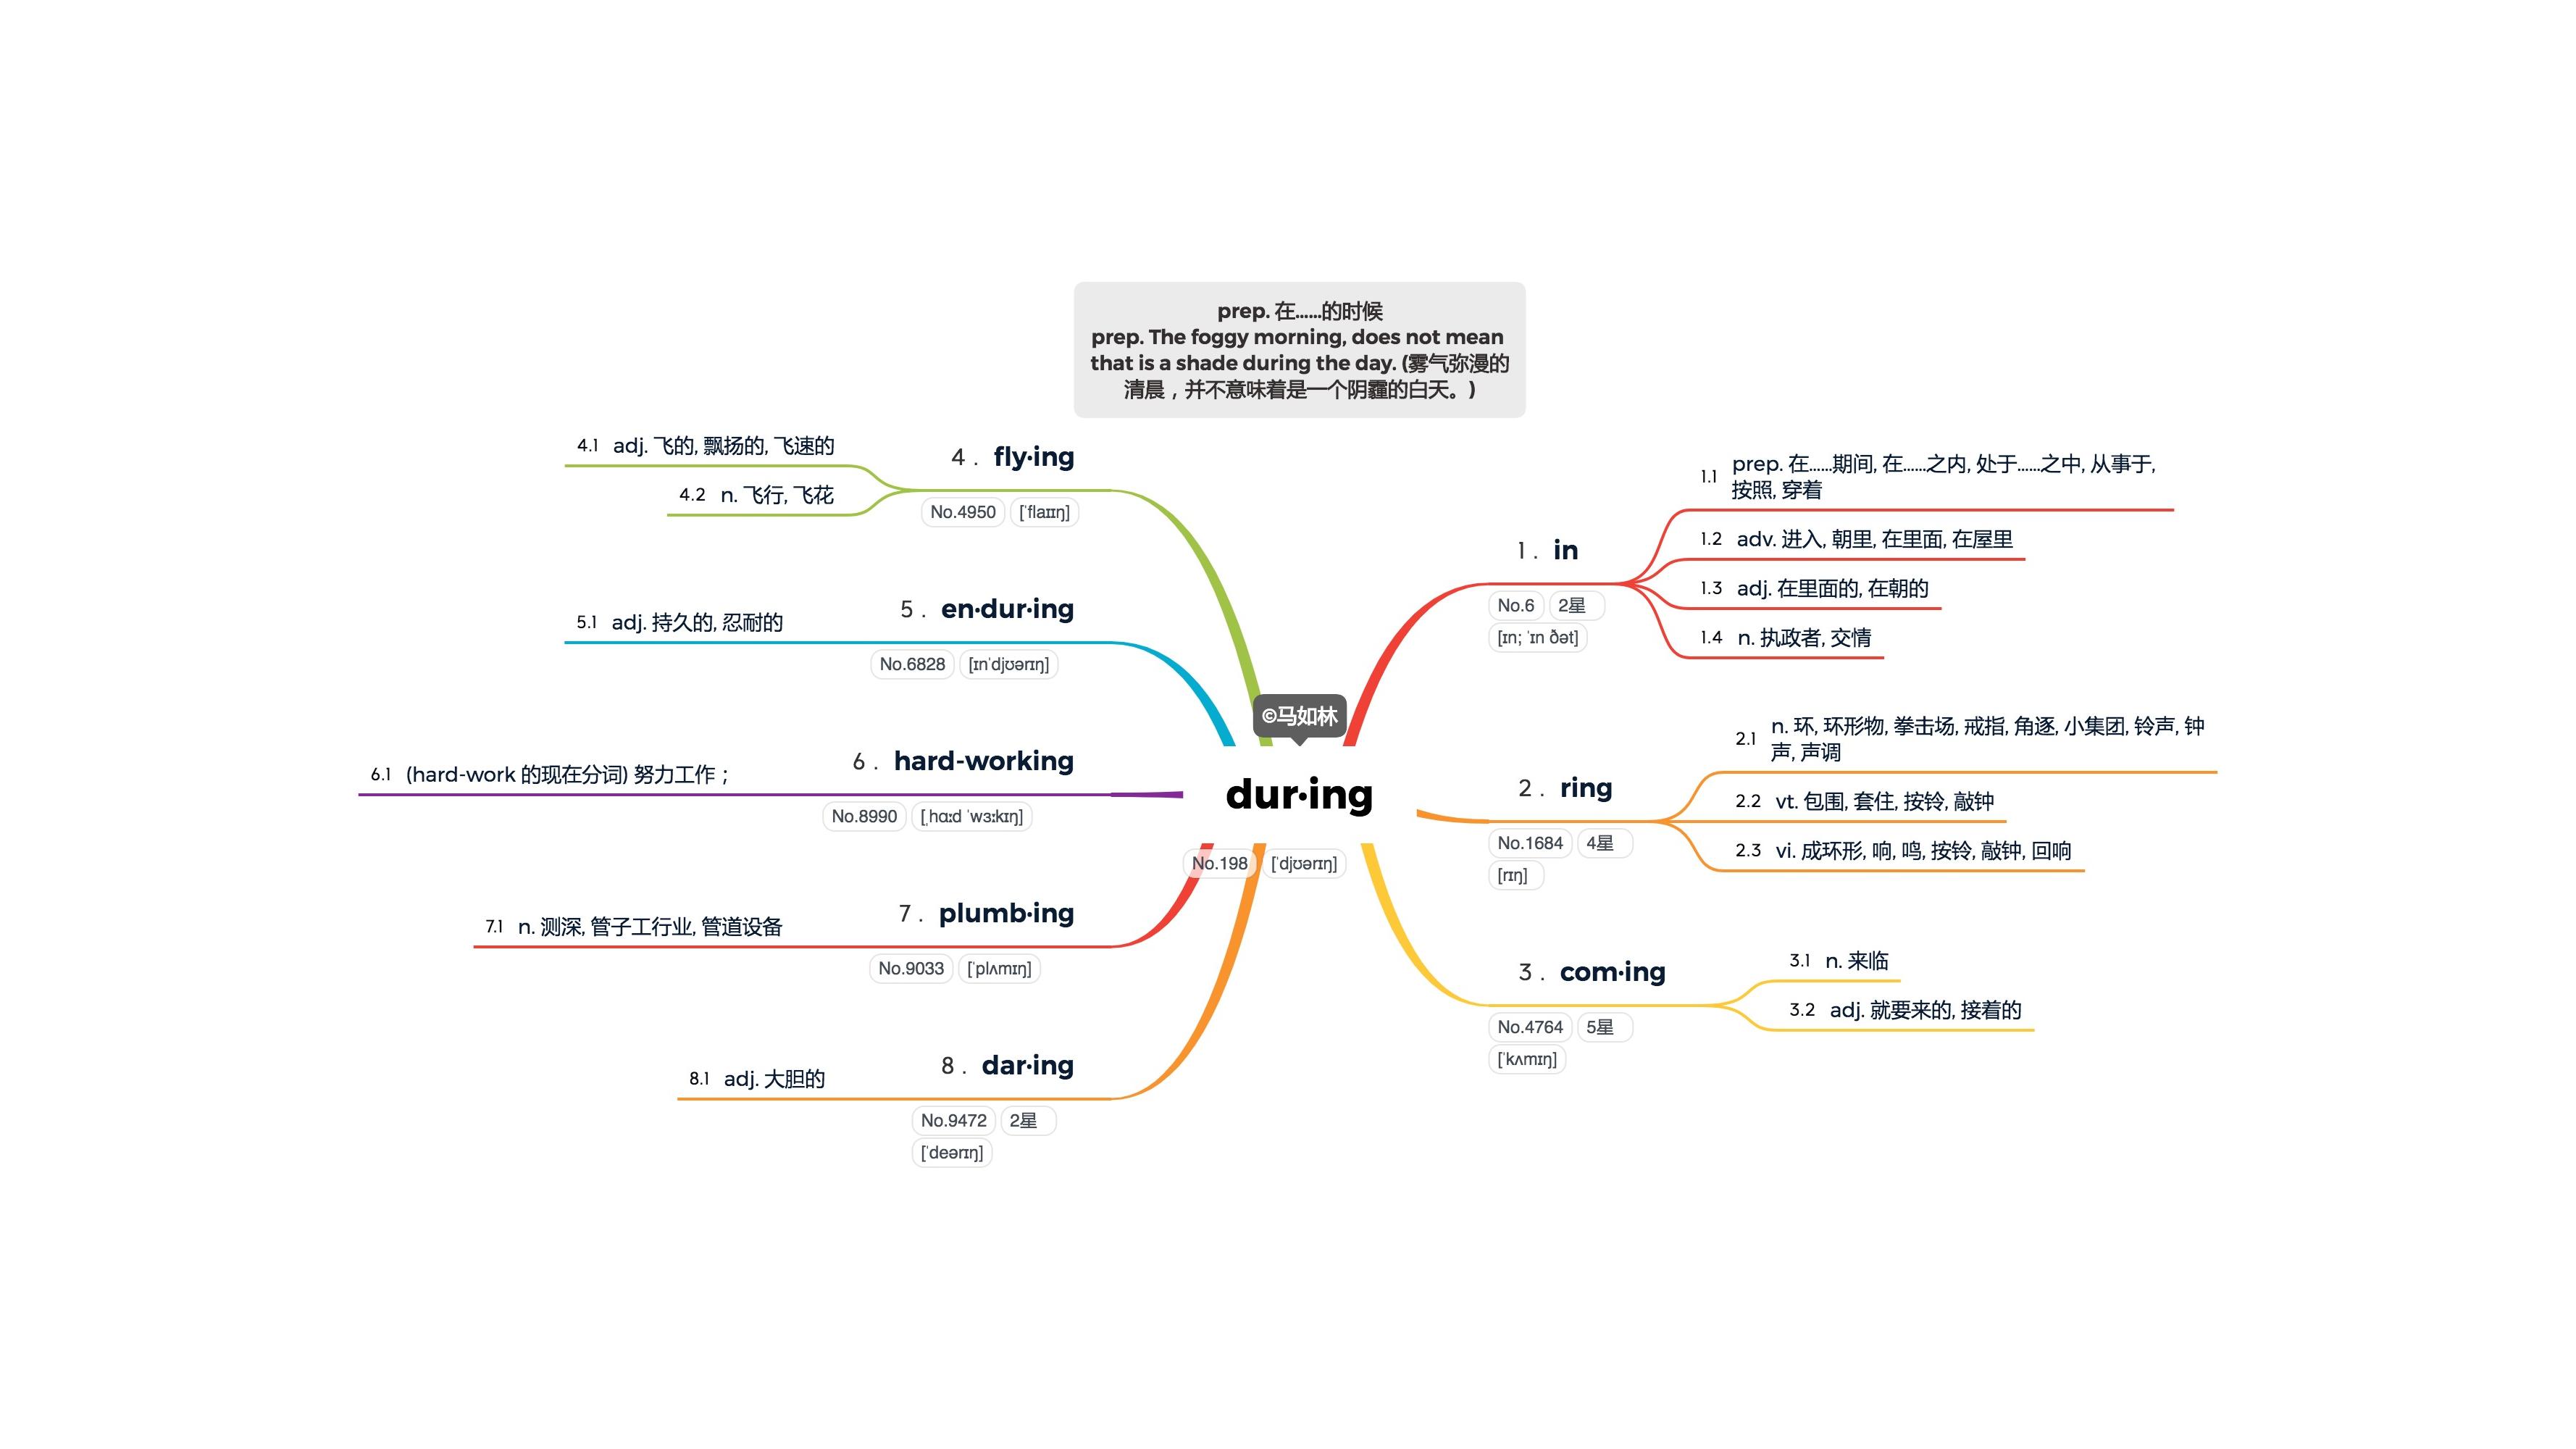 prep. 在……的时候
prep. The foggy morning, does not mean
that is a shade during the day. (雾气弥漫的
清晨，并不意味着是一个阴霾的白天。)
©马如林
dur·ing
No.198 [ˈdjʊərɪŋ]
1. in
No.6 2星
[ɪn; ˈɪn ðət]
1.1 prep. 在……期间, 在……之内, 处于……之中, 从事于,
按照, 穿着
1.2 adv. 进入, 朝里, 在里面, 在屋里
1.3 adj. 在里面的, 在朝的
1.4 n. 执政者, 交情
2. ring
No.1684 4星
[rɪŋ]
2.1 n. 环, 环形物, 拳击场, 戒指, 角逐, 小集团, 铃声, 钟
声, 声调
2.2 vt. 包围, 套住, 按铃, 敲钟
2.3 vi. 成环形, 响, 鸣, 按铃, 敲钟, 回响
3. com·ing
No.4764 5星
[ˈkʌmɪŋ]
3.1 n. 来临
3.2 adj. 就要来的, 接着的
4. fly·ing
No.4950 [ˈflaɪɪŋ]
4.1 adj. 飞的, 飘扬的, 飞速的
4.2 n. 飞行, 飞花
5. en·dur·ing
No.6828 [ɪnˈdjʊərɪŋ]
5.1 adj. 持久的, 忍耐的
6. hard-working
No.8990 [ˌhɑːd ˈwɜːkɪŋ]
6.1 (hard-work 的现在分词) 努力工作；
7. plumb·ing
No.9033 [ˈplʌmɪŋ]
7.1 n. 测深, 管子工行业, 管道设备
8. dar·ing
No.9472 2星
[ˈdeərɪŋ]
8.1 adj. 大胆的